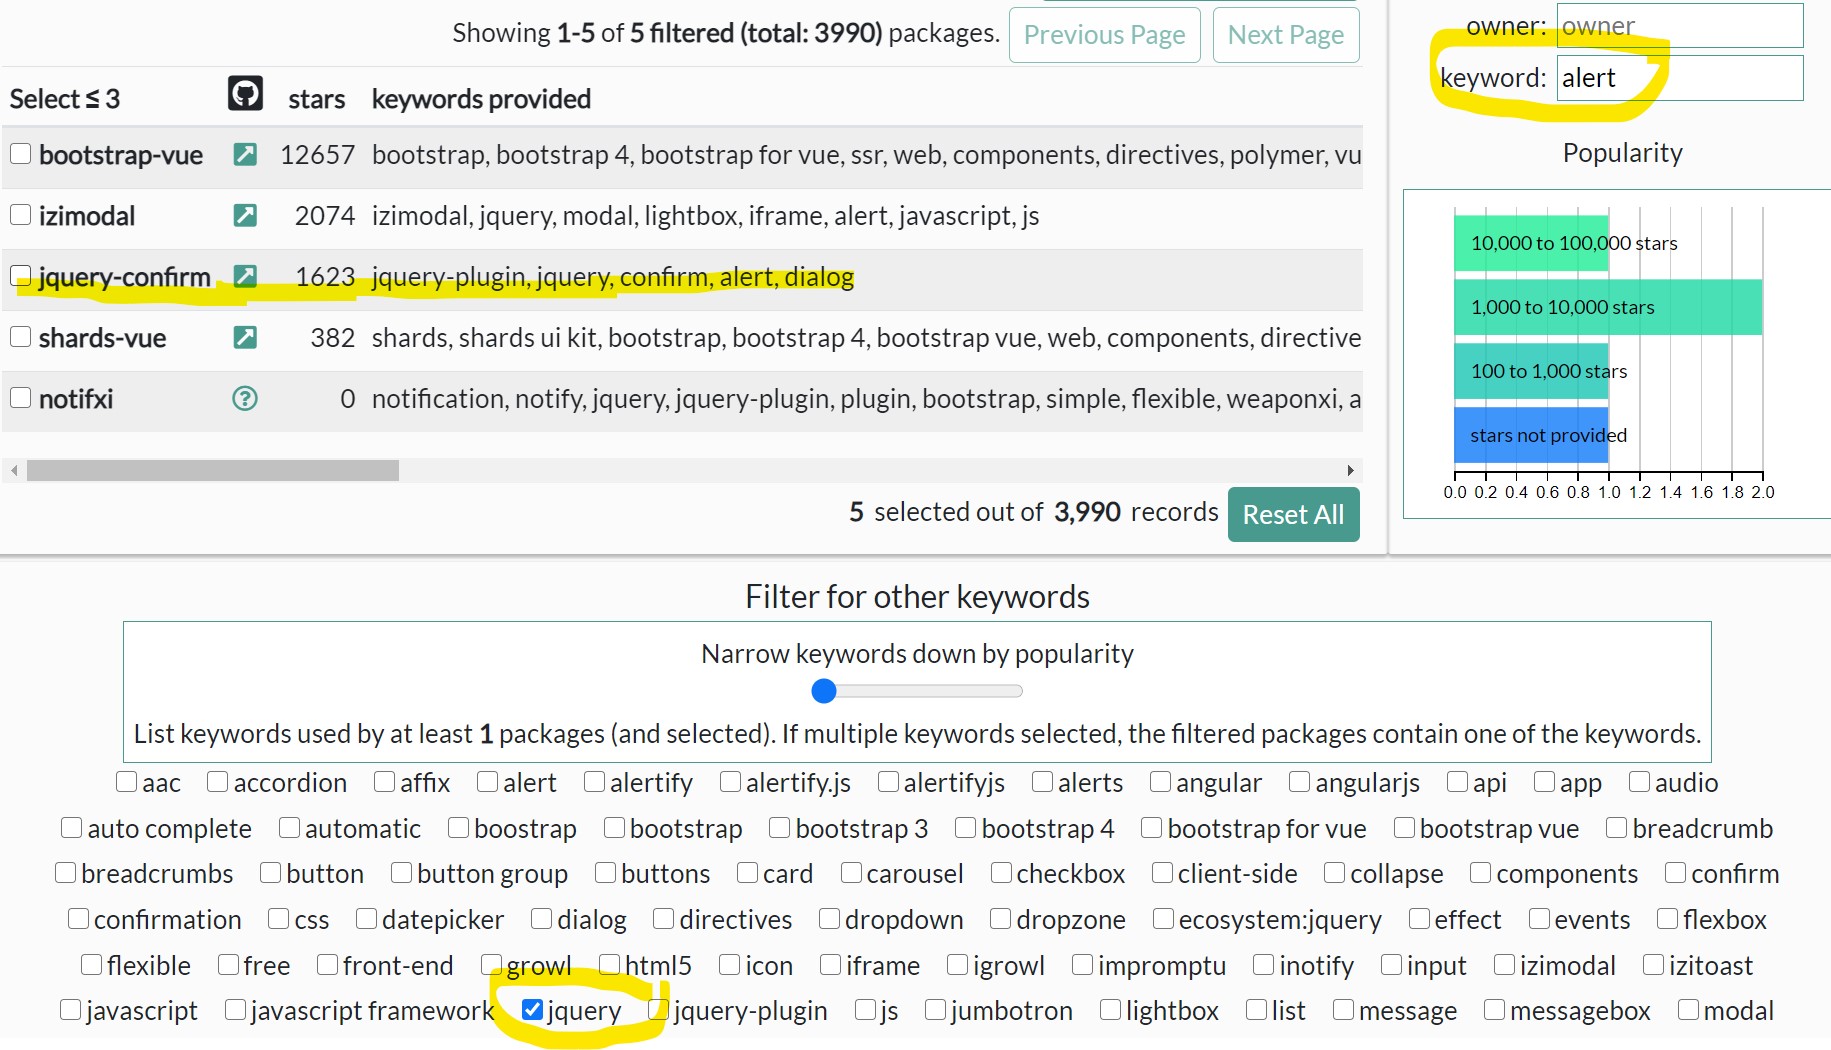 Showing 1-5 of 5 filtered (total: 3990) packages. Previous Page Next Page
Select ≤ 3 stars keywords provided
bootstrap-vue 12657 bootstrap, bootstrap 4, bootstrap for vue, ssr, web, components, directives, polymer, vu
izimodal 2074 izimodal, jquery, modal, lightbox, iframe, alert, javascript, js
jquery-confirm 1623 jquery-plugin, jquery, confirm, alert, dialog
shards-vue 382 shards, shards ui kit, bootstrap, bootstrap 4, bootstrap vue, web, components, directive
notifxi ? 0 notification, notify, jquery, jquery-plugin, plugin, bootstrap, simple, flexible, weaponxi, a
5 selected out of 3,990 records Reset All
owner: owner
keyword: alert
Popularity
10,000 to 100,000 stars
1,000 to 10,000 stars
100 to 1,000 stars
stars not provided
0.0 0.2 0.4 0.6 0.8 1.0 1.2 1.4 1.6 1.8 2.0
Filter for other keywords
Narrow keywords down by popularity
List keywords used by at least 1 packages (and selected). If multiple keywords selected, the filtered packages contain one of the keywords.
aac accordion affix alert alertify alertify.js alertifyjs alerts angular angularjs api app audio
auto complete automatic boostrap bootstrap bootstrap 3 bootstrap 4 bootstrap for vue bootstrap vue breadcrumb
breadcrumbs button button group buttons card carousel checkbox client-side collapse components confirm
confirmation css datepicker dialog directives dropdown dropzone ecosystem:jquery effect events flexbox
flexible free front-end growl html5 icon iframe igrowl impromptu inotify input izimodal izitoast
javascript javascript framework jquery jquery-plugin js jumbotron lightbox list message messagebox modal